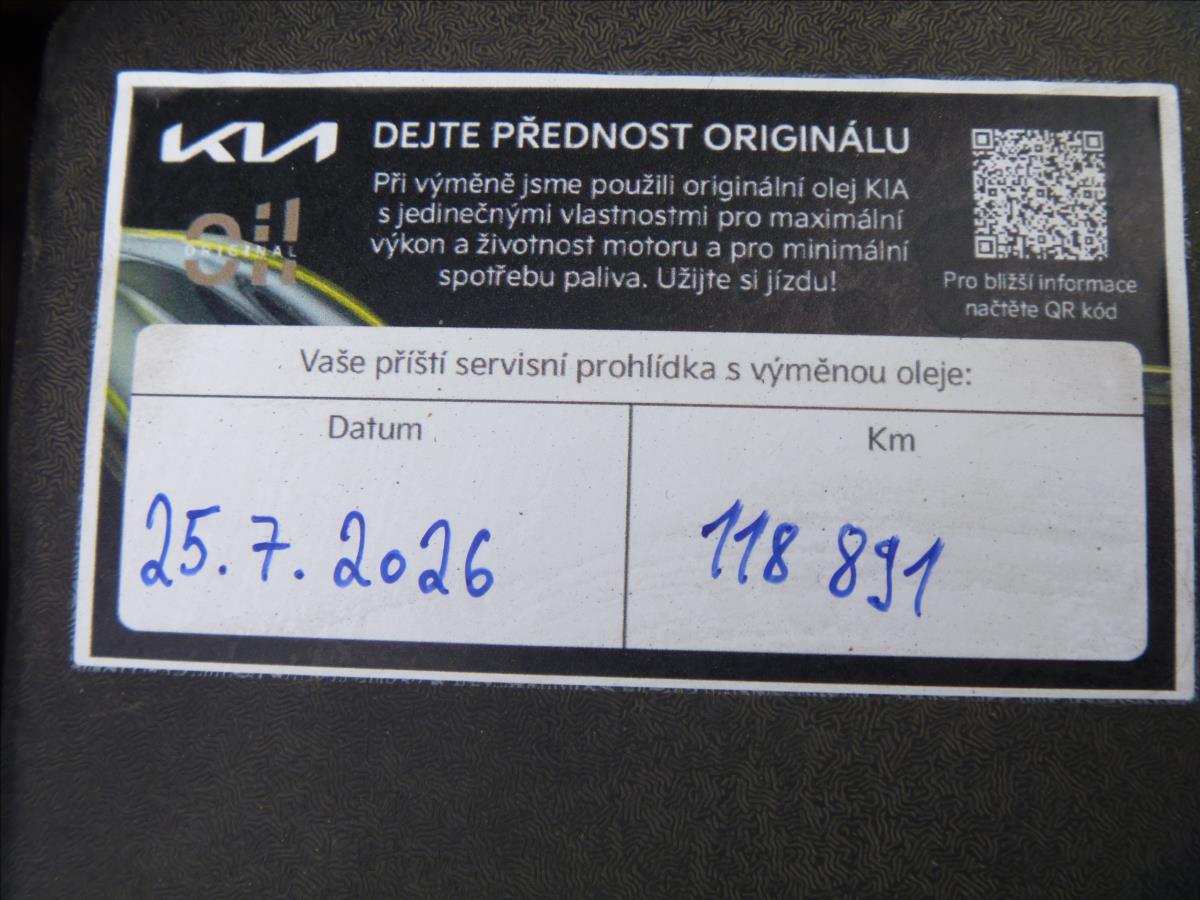 KIA
DEJTE PŘEDNOST ORIGINÁLU
Při výměně jsme použili originální olej KIA
s jedinečnými vlastnostmi pro maximální
výkon a životnost motoru a pro minimální
spotřebu paliva. Užijte si jízdu!
Oil
ORIGINAL
Pro bližší informace
načtěte QR kód
Vaše příští servisní prohlídka s výměnou oleje:
Datum
Km
25.7.2026
118 891